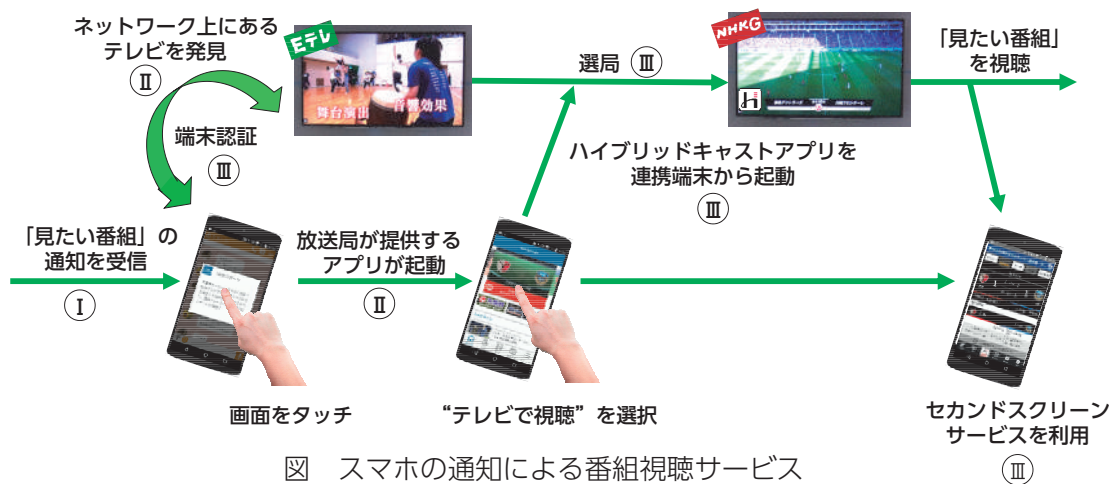 ネットワーク上にある
テレビを発見
Ⅱ
Eテレ
舞台演出
音響効果
選局 Ⅲ
NHKG
「見たい番組」
を視聴
端末認証
Ⅲ
ハイブリッドキャストアプリを
連携端末から起動
Ⅲ
「見たい番組」の
通知を受信
Ⅰ
放送局が提供する
アプリが起動
Ⅱ
画面をタッチ
“テレビで視聴”を選択
セカンドスクリーン
サービスを利用
Ⅲ
図 スマホの通知による番組視聴サービス